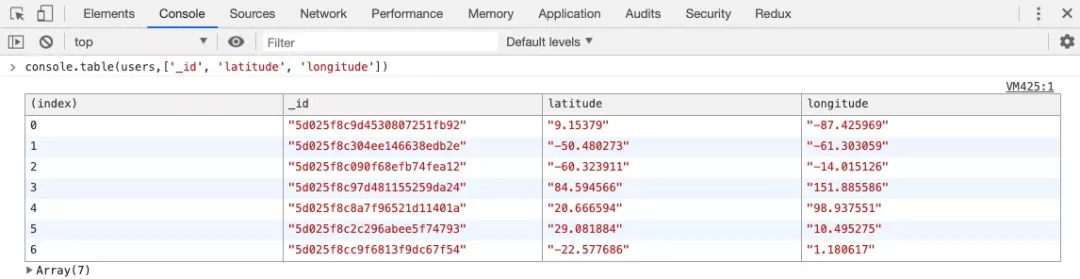 Elements Console Sources Network Performance Memory Application Audits Security Redux
top Filter Default levels
console.table(users,['_id', 'latitude', 'longitude'])
VM425:1
(index) _id latitude longitude
0 "5d025f8c9d4530807251fb92" "9.15379" "-87.425969"
1 "5d025f8c304ee146638edb2e" "-50.480273" "-61.303059"
2 "5d025f8c090f68efb74fea12" "-60.323911" "-14.015126"
3 "5d025f8c97d481155259da24" "84.594566" "151.885586"
4 "5d025f8c8a7f96521d11401a" "20.666594" "98.937551"
5 "5d025f8c2c296abee5f74793" "29.081884" "10.495275"
6 "5d025f8cc9f6813f9dc67f54" "-22.577686" "1.180617"
Array(7)